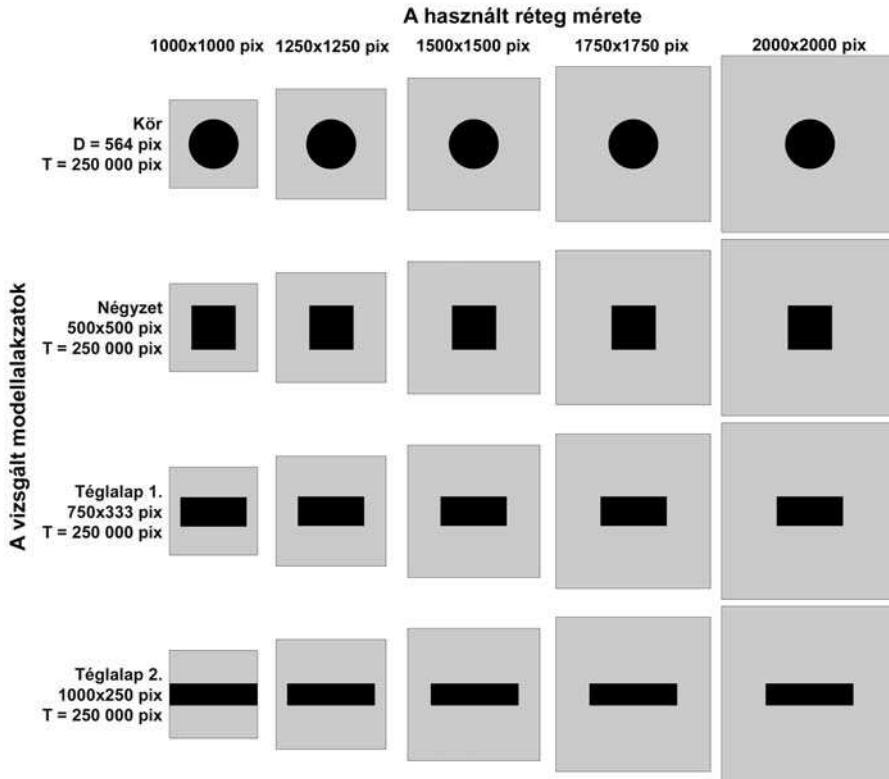 A használt réteg mérete
1000x1000 pix 1250x1250 pix 1500x1500 pix 1750x1750 pix 2000x2000 pix
A vizsgált modellalakzatok
Kör
D = 564 pix
T = 250 000 pix
Négyzet
500x500 pix
T = 250 000 pix
Téglalap 1.
750x333 pix
T = 250 000 pix
Téglalap 2.
1000x250 pix
T = 250 000 pix